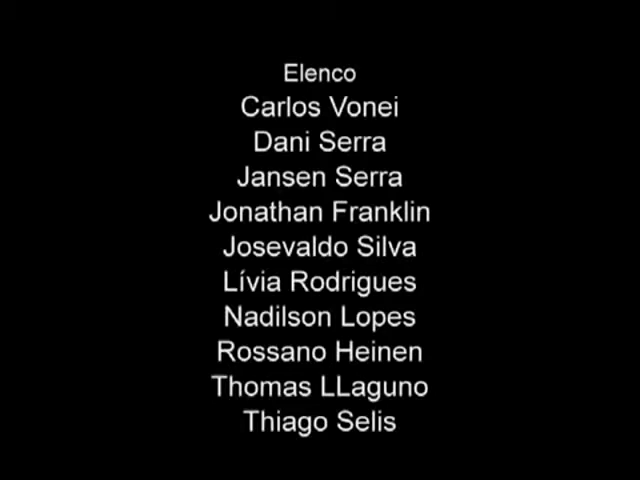 Elenco
Carlos Vonei
Dani Serra
Jansen Serra
Jonathan Franklin
Josevaldo Silva
Lívia Rodrigues
Nadilson Lopes
Rossano Heinen
Thomas LLaguno
Thiago Selis